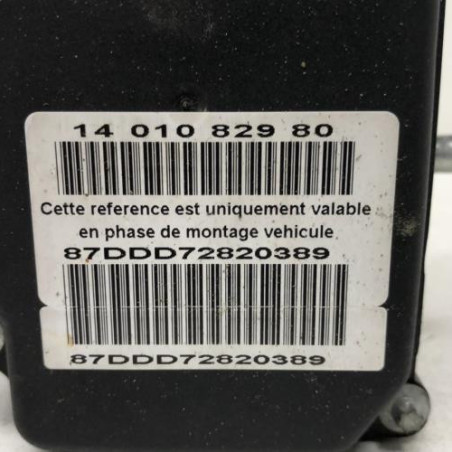 14 010 829 80
Cette reference est uniquement valable
en phase de montage vehicule
87DDD72820389
87DDD72820389